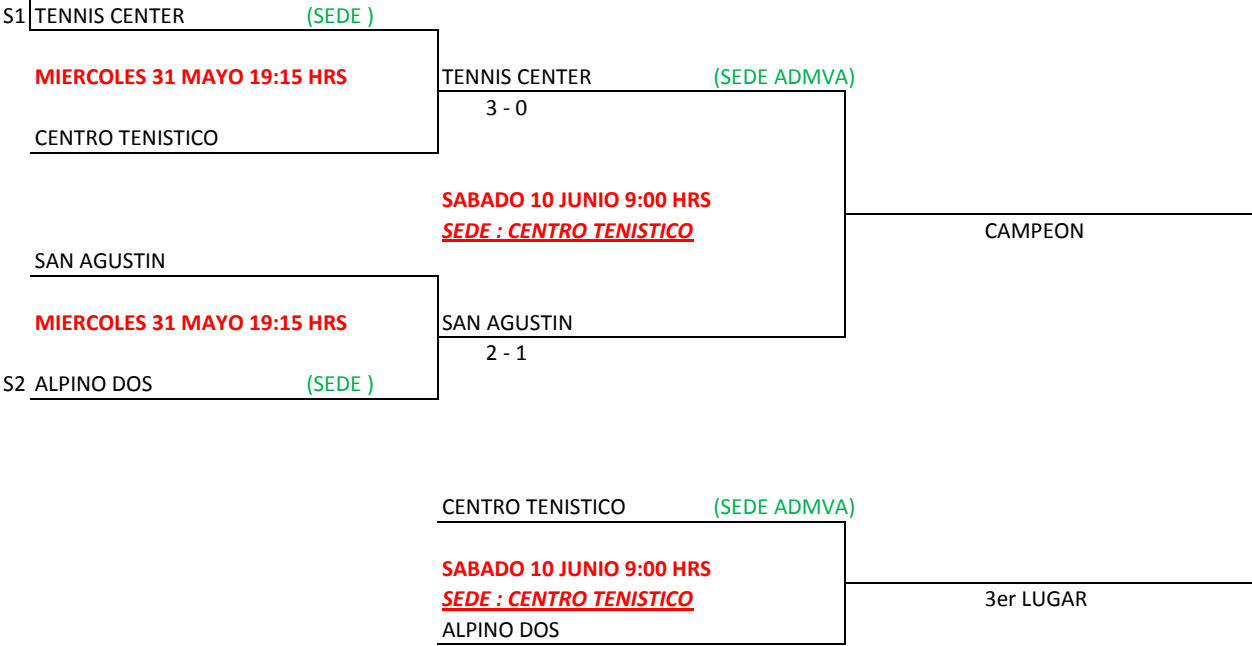 S1 TENNIS CENTER (SEDE )
MIERCOLES 31 MAYO 19:15 HRS
TENNIS CENTER (SEDE ADMVA)
3 - 0
CENTRO TENISTICO
SABADO 10 JUNIO 9:00 HRS
SEDE : CENTRO TENISTICO
CAMPEON
SAN AGUSTIN
MIERCOLES 31 MAYO 19:15 HRS
SAN AGUSTIN
2 - 1
S2 ALPINO DOS (SEDE )
CENTRO TENISTICO (SEDE ADMVA)
SABADO 10 JUNIO 9:00 HRS
SEDE : CENTRO TENISTICO
3er LUGAR
ALPINO DOS